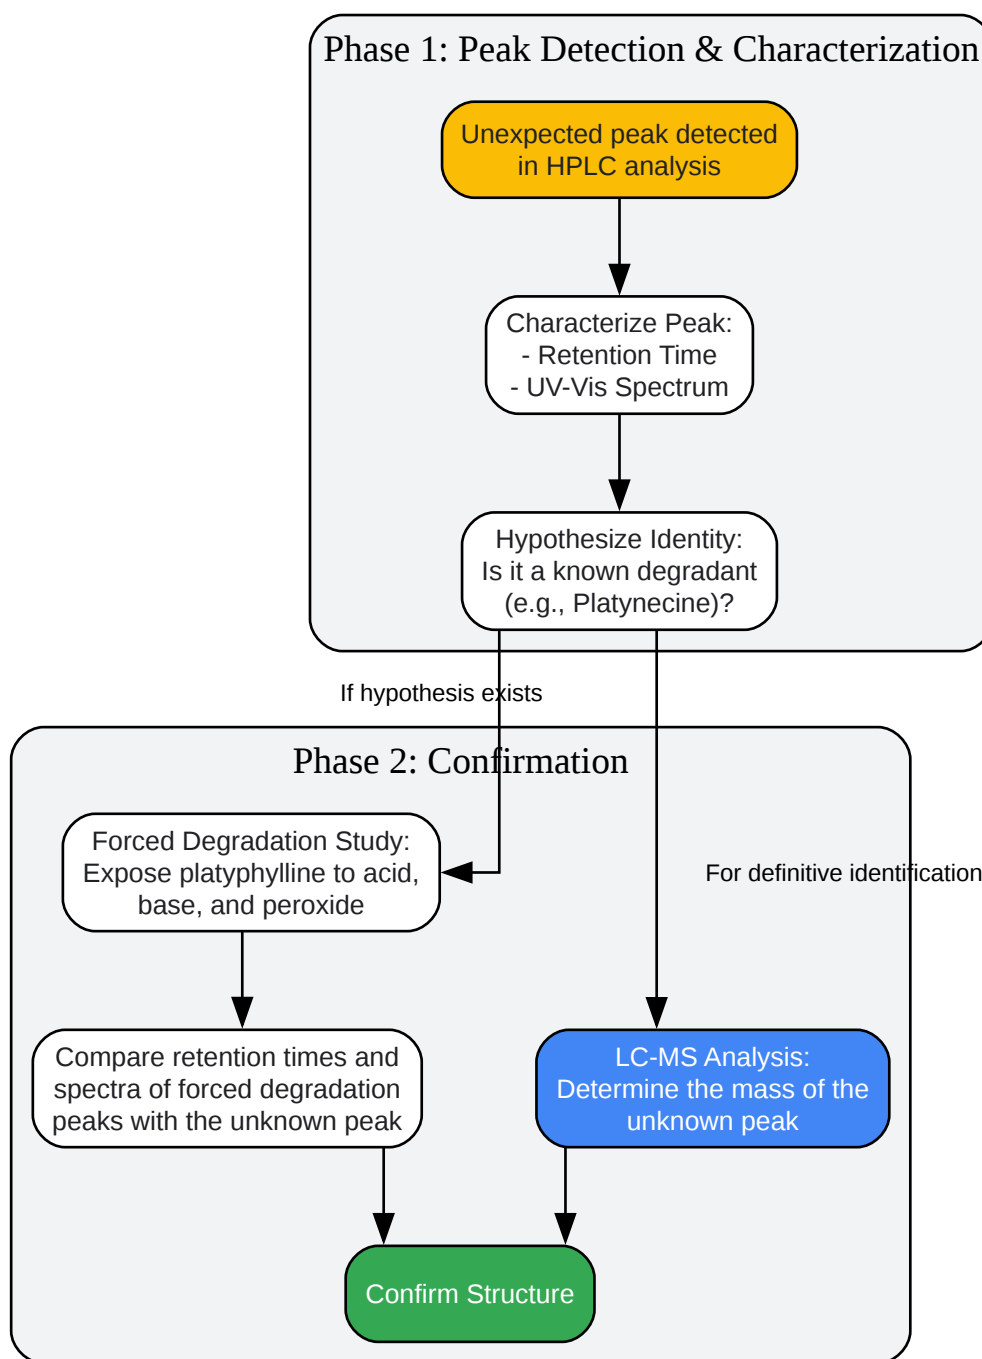 Phase 1: Peak Detection & Characterization
Unexpected peak detected
in HPLC analysis
Characterize Peak:
- Retention Time
- UV-Vis Spectrum
Hypothesize Identity:
Is it a known degradant
(e.g., Platynecine)?
If hypothesis exists
Phase 2: Confirmation
Forced Degradation Study:
Expose platyphylline to acid,
base, and peroxide
For definitive identification
Compare retention times and
spectra of forced degradation
peaks with the unknown peak
LC-MS Analysis:
Determine the mass of the
unknown peak
Confirm Structure